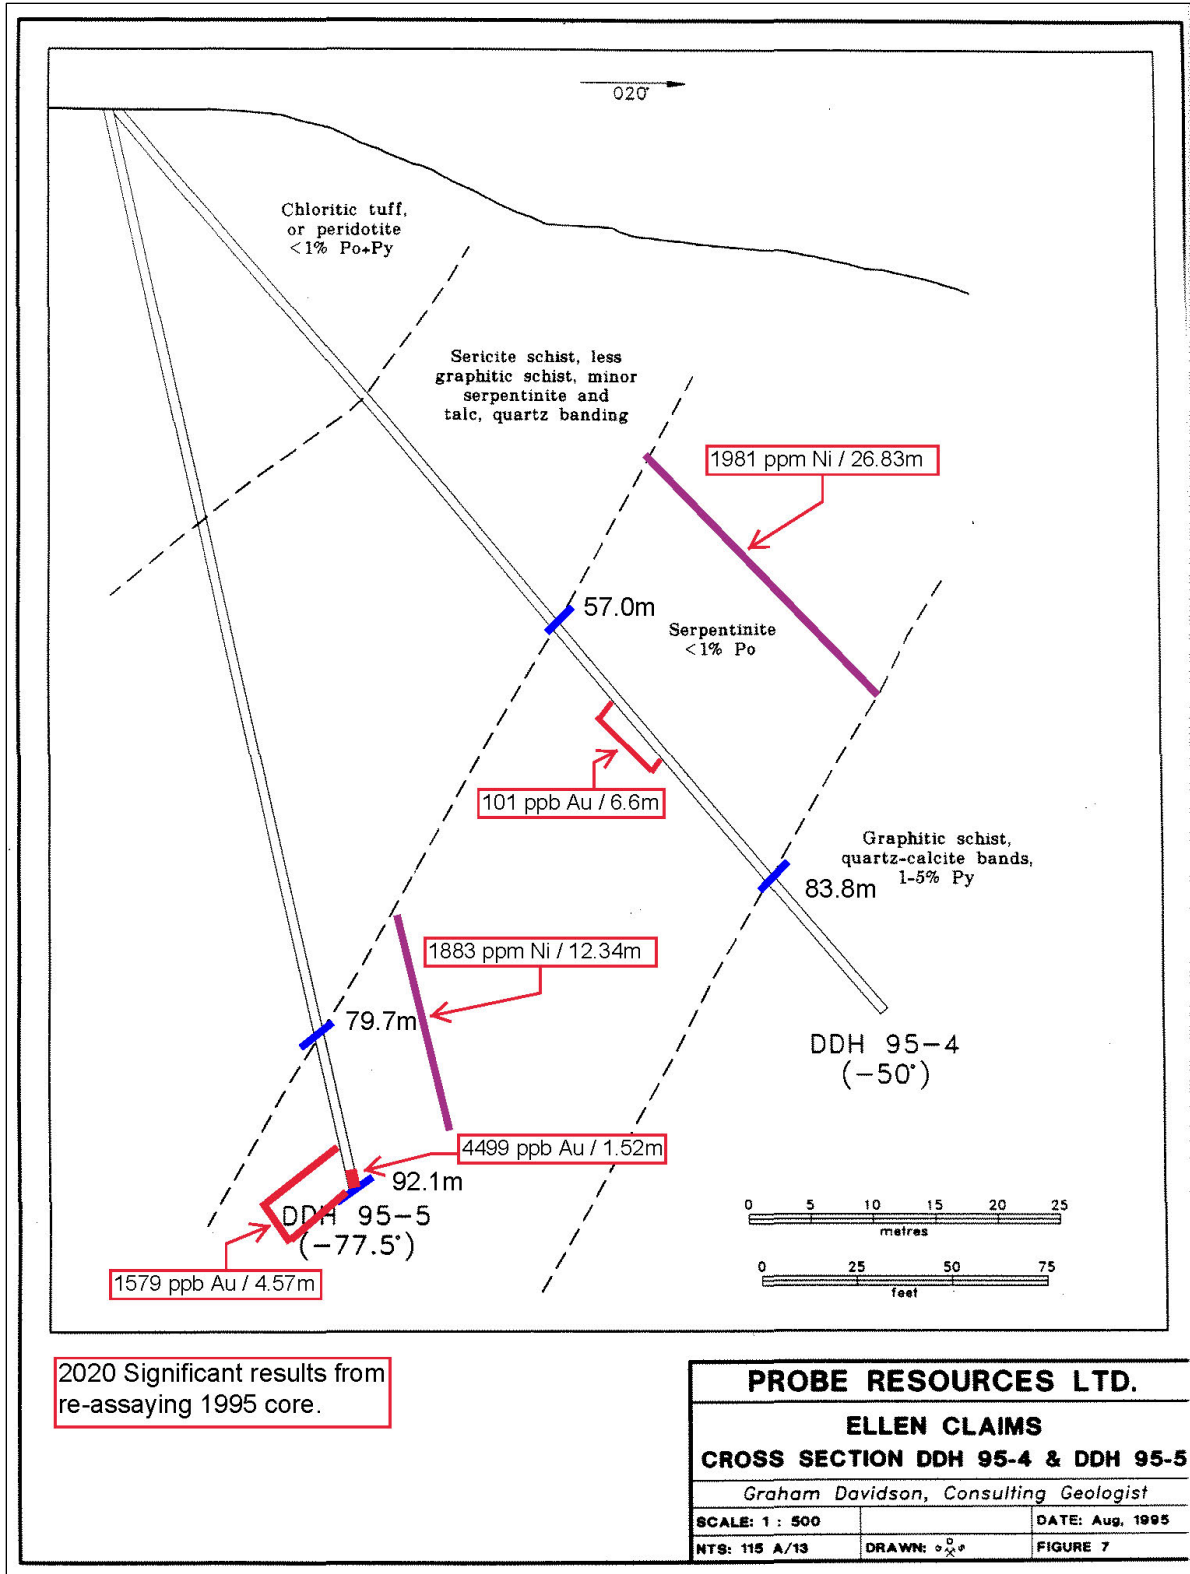 020°
Chloritic tuff,
or peridotite
<1% Po+Py
Sericite schist, less
graphitic schist, minor
serpentinite and
talc, quartz banding
1981 ppm Ni / 26.83m
57.0m
Serpentinite
<1% Po
101 ppb Au / 6.6m
Graphitic schist,
quartz-calcite bands,
1-5% Py
83.8m
1883 ppm Ni / 12.34m
79.7m
DDH 95-4
(-50°)
4499 ppb Au / 1.52m
92.1m
DDH 95-5
(-77.5°)
1579 ppb Au / 4.57m
0 5 10 15 20 25
metres
0 25 50 75
feet
2020 Significant results from
re-assaying 1995 core.
PROBE RESOURCES LTD.
ELLEN CLAIMS
CROSS SECTION DDH 95-4 & DDH 95-5
Graham Davidson, Consulting Geologist
SCALE: 1 : 500
DATE: Aug, 1995
NTS: 115 A/13
DRAWN:
FIGURE 7